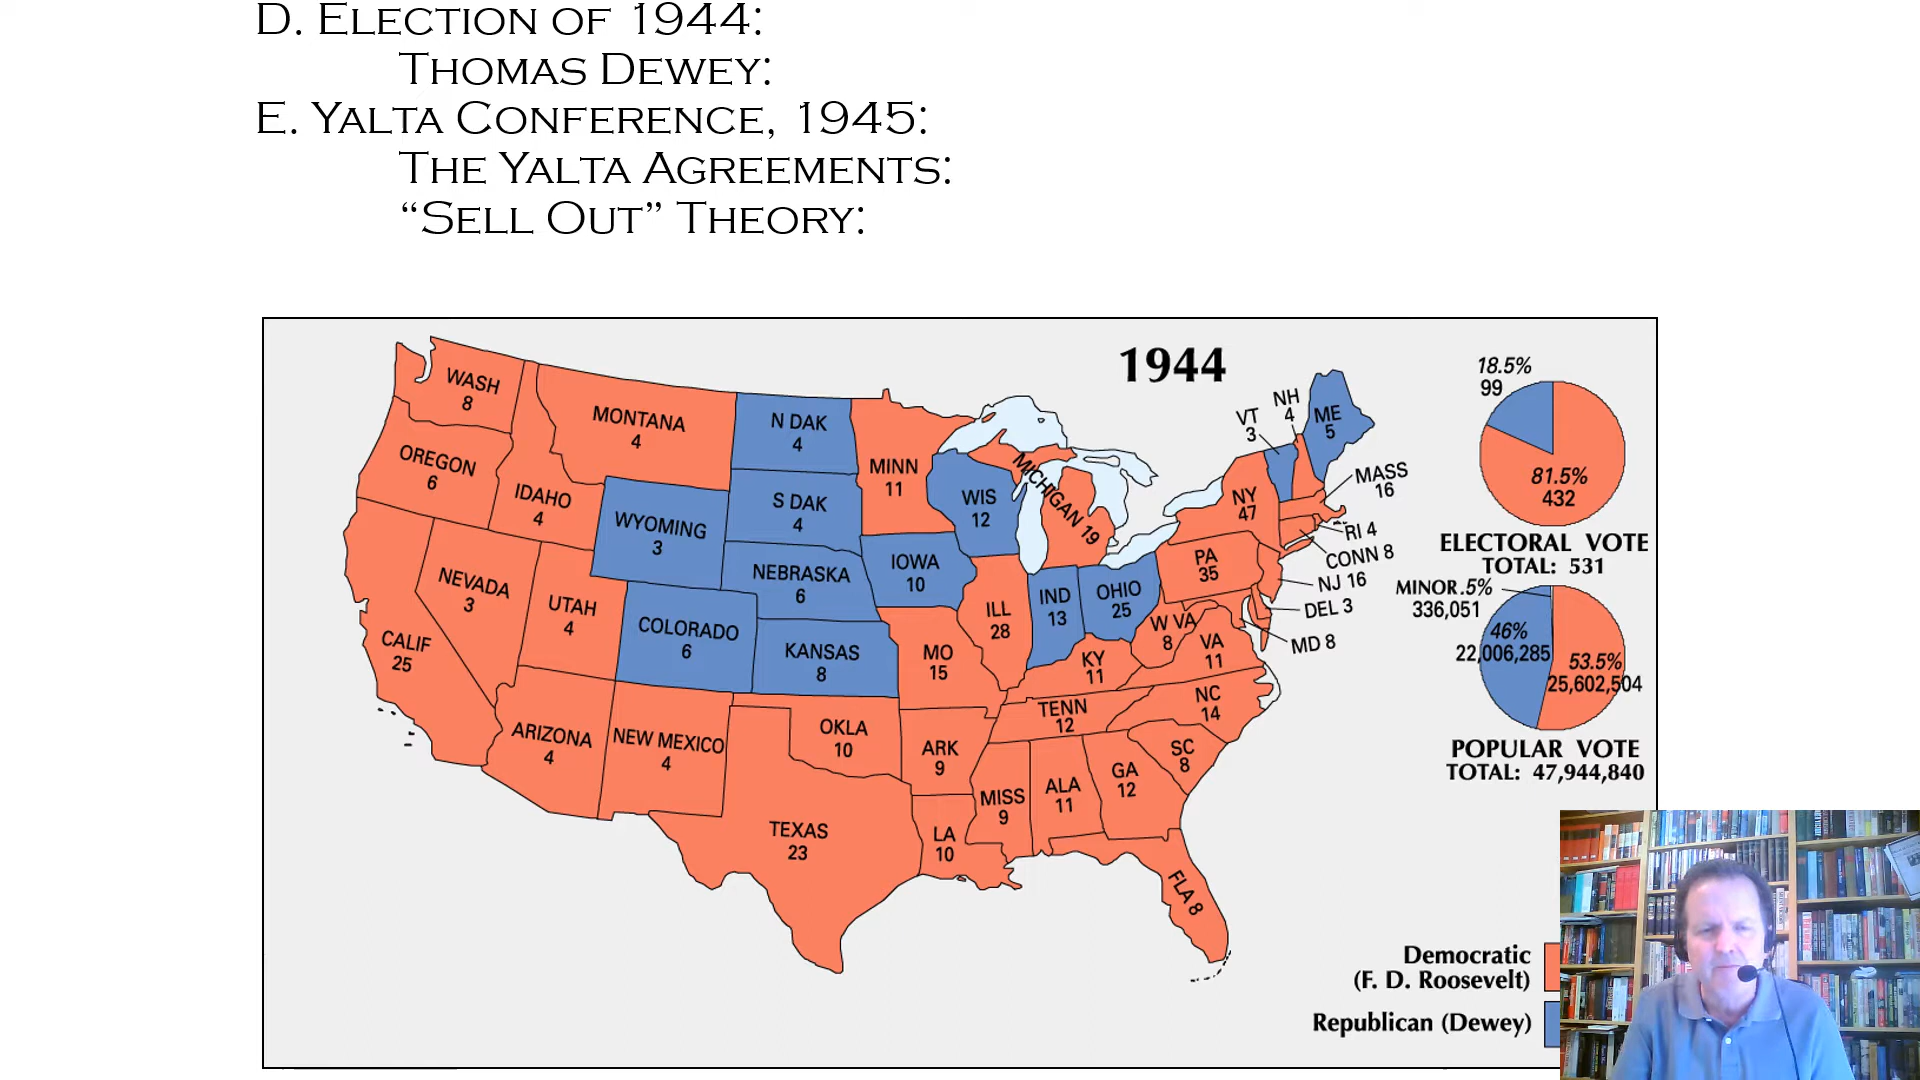 D. ELECTION OF 1944:
THOMAS DEWEY:
E. YALTA CONFERENCE, 1945:
THE YALTA AGREEMENTS:
“SELL OUT” THEORY:
1944
WASH
8
OREGON
6
CALIF
25
NEVADA
3
IDAHO
4
MONTANA
4
WYOMING
3
UTAH
4
COLORADO
6
ARIZONA
4
NEW MEXICO
4
N DAK
4
S DAK
4
NEBRASKA
6
KANSAS
8
OKLA
10
TEXAS
23
MINN
11
IOWA
10
MO
15
ARK
9
LA
10
WIS
12
ILL
28
MICHIGAN 19
IND
13
OHIO
25
KY
11
TENN
12
MISS
9
ALA
11
GA
12
FLA 8
SC
8
NC
14
VA
11
W VA
8
PA
35
NY
47
VT
3
NH
4
ME
5
MASS
16
RI 4
CONN 8
NJ 16
DEL 3
MD 8
18.5%
99
81.5%
432
ELECTORAL VOTE
TOTAL: 531
MINOR .5%
336,051
46%
22,006,285
53.5%
25,602,504
POPULAR VOTE
TOTAL: 47,944,840
Democratic
(F. D. Roosevelt)
Republican (Dewey)